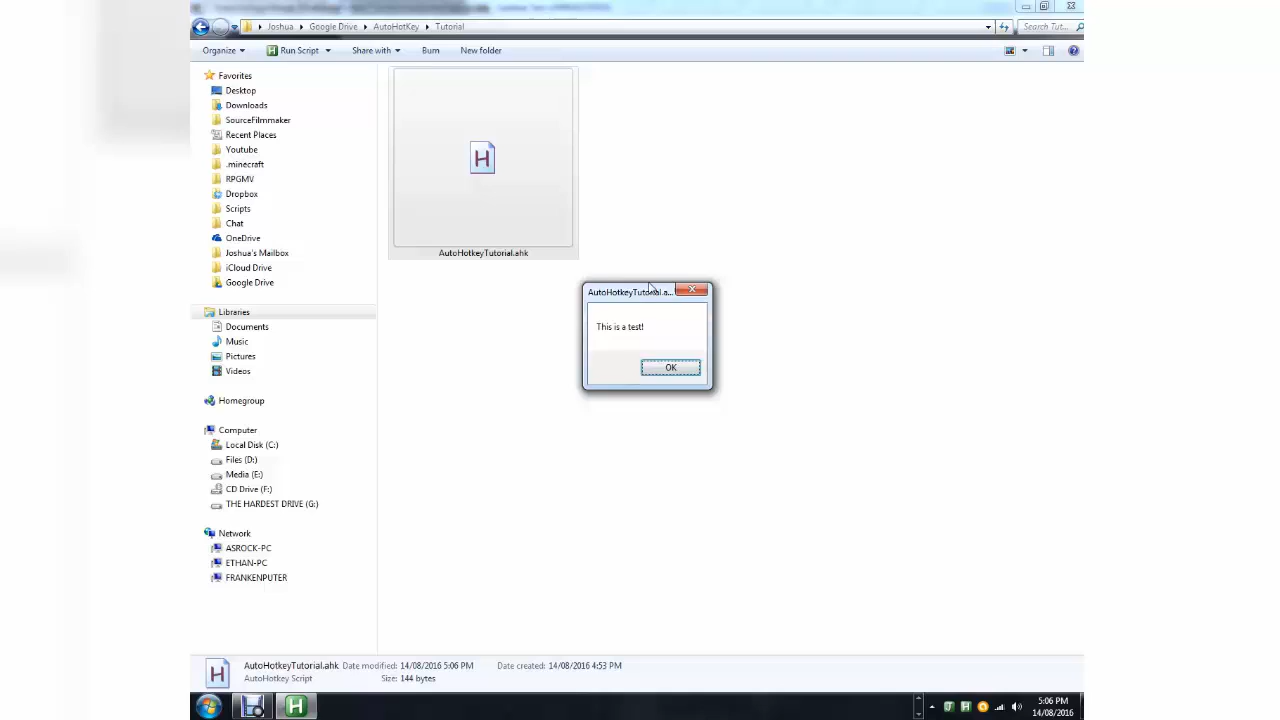 Joshua
Google Drive
AutoHotKey
Tutorial
Search Tut...
Organize
H Run Script
Share with
Burn
New folder
Favorites
Desktop
Downloads
SourceFilmmaker
Recent Places
Youtube
.minecraft
RPGMV
Dropbox
Scripts
Chat
OneDrive
Joshua's Mailbox
iCloud Drive
Google Drive
Libraries
Documents
Music
Pictures
Videos
Homegroup
Computer
Local Disk (C:)
Files (D:)
Media (E:)
CD Drive (F:)
THE HARDEST DRIVE (G:)
Network
ASROCK-PC
ETHAN-PC
FRANKENPUTER
H
AutoHotkeyTutorial.ahk
AutoHotkeyTutorial.a...
This is a test!
OK
H
AutoHotkeyTutorial.ahk Date modified: 14/08/2016 5:06 PM Date created: 14/08/2016 4:53 PM
AutoHotkey Script Size: 144 bytes
H
H
5:06 PM
14/08/2016